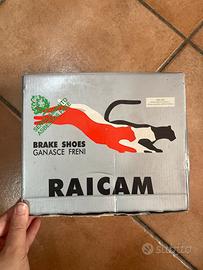 BRAKE SHOES
GANASCE FRENI
RAICAM
subito